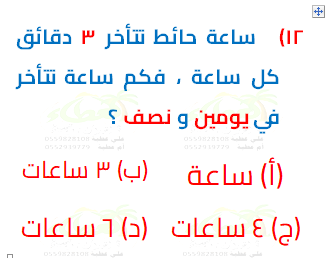 ١٢) ساعة حائط تتأخر ٣ دقائق
كل ساعة ، فكم ساعة تتأخر
في يومين و نصف ؟
(أ) ساعة (ب) ٣ ساعات
(ج) ٤ ساعات (د) ٦ ساعات